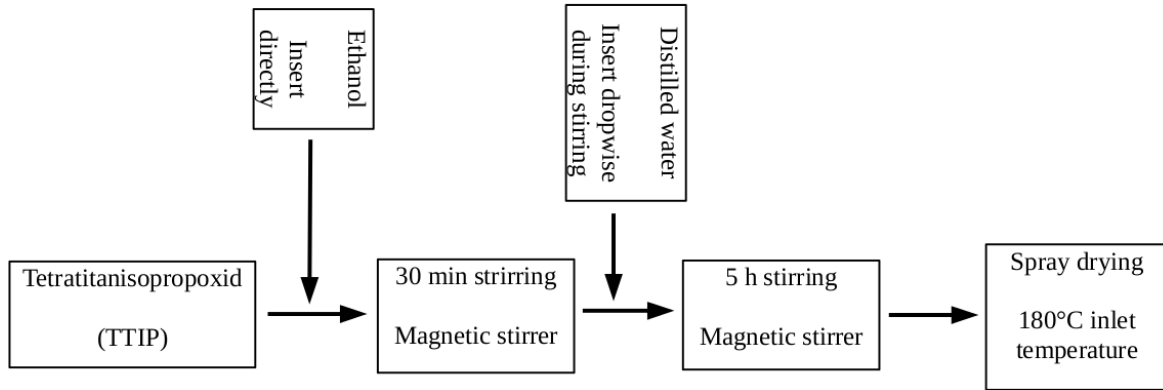 Ethanol
Insert
directly
Distilled water
Insert dropwise
during stirring
Tetratitanisopropoxid
(TTIP)
30 min strirring
Magnetic stirrer
5 h stirring
Magnetic stirrer
Spray drying
180°C inlet
temperature